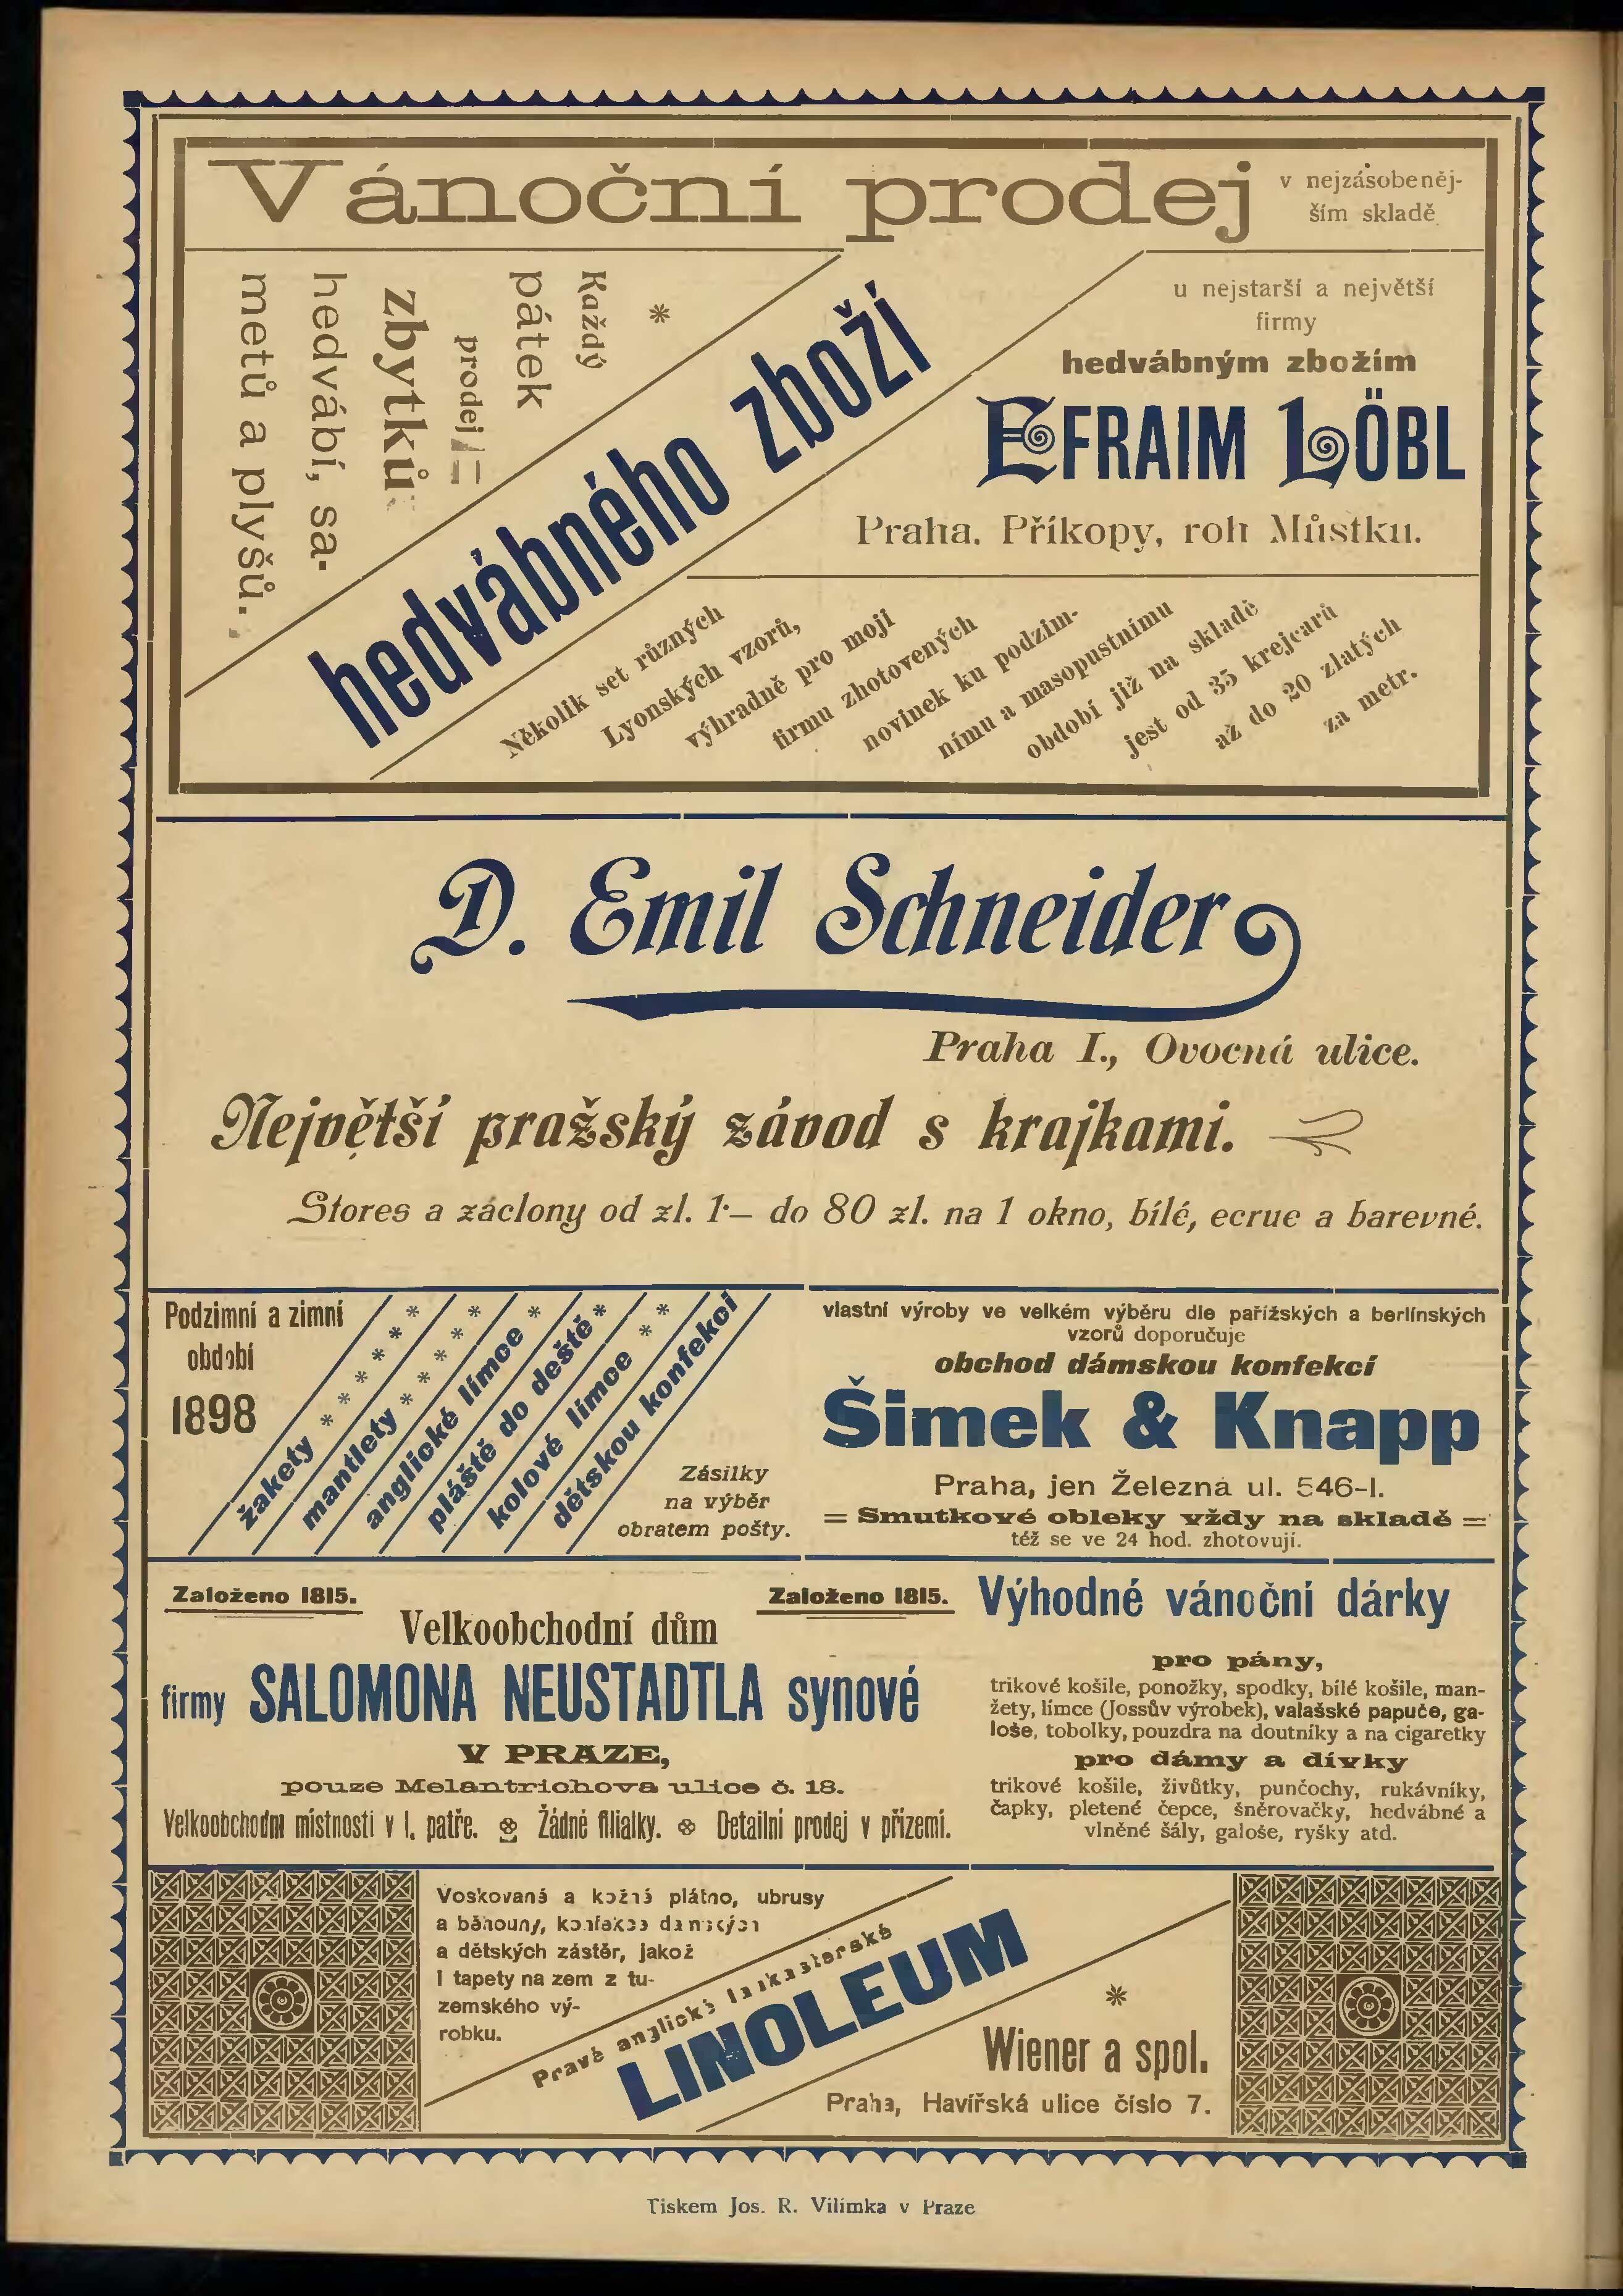 Vánoční prodej
v nejzásobeněj-
ším skladě
Každý
pátek
prodej
zbytků
hedvábí, sa-
metů a plyšů.
hedvábného zboží
u nejstarší a největší
firmy
hedvábným zbožím
EFRAIM LÖBL
Praha, Příkopy, roh Můstku.
Několik set různých
Lyonských vzorů,
výhradně pro moji
firmu zhotovených
novinek ku podzim-
nímu a masopustnímu
období již na skladě
jest od 35 krejcarů
až do 20 zlatých
za metr.
D. Emil Schneider
Praha I., Ovocná ulice.
Největší pražský závod s krajkami.
Stores a záclony od zl. 1·— do 80 zl. na 1 okno, bílé, ecrue a barevné.
Podzimní a zimní
období
1898
žakety * * * * * *
mantlety * * * * * *
anglické límce *
pláště do deště *
kolové límce * *
dětskou konfekci
Zásilky
na výběr
obratem pošty.
vlastní výroby ve velkém výběru dle pařížských a berlínských
vzorů doporučuje
obchod dámskou konfekcí
Šimek & Knapp
Praha, jen Železná ul. 546-I.
= Smutkové obleky vždy na skladě =
též se ve 24 hod. zhotovují.
Založeno 1815. Založeno 1815.
Velkoobchodní dům
firmy SALOMONA NEUSTADTLA synové
V PRAZE,
pouze Melantrichova ulice č. 18.
Velkoobchodní místnosti v I. patře. Žádné filialky. Detailní prodej v přízemí.
Výhodné vánoční dárky
pro pány,
trikové košile, ponožky, spodky, bílé košile, man-
žety, límce (Jossův výrobek), valašské papuče, ga-
loše, tobolky, pouzdra na doutníky a na cigaretky
pro dámy a dívky
trikové košile, živůtky, punčochy, rukávníky,
čapky, pletené čepce, šněrovačky, hedvábné a
vlněné šály, galoše, ryšky atd.
Voskovaná a kožná plátno, ubrusy
a běhouny, konfekce dámských
a dětských zástěr, jakož
i tapety na zem z tu-
zemského vý-
robku.
Pravé anglické lankasterské
LINOLEUM
Wiener a spol.
Praha, Havířská ulice číslo 7.
Tiskem Jos. R. Vilímka v Praze